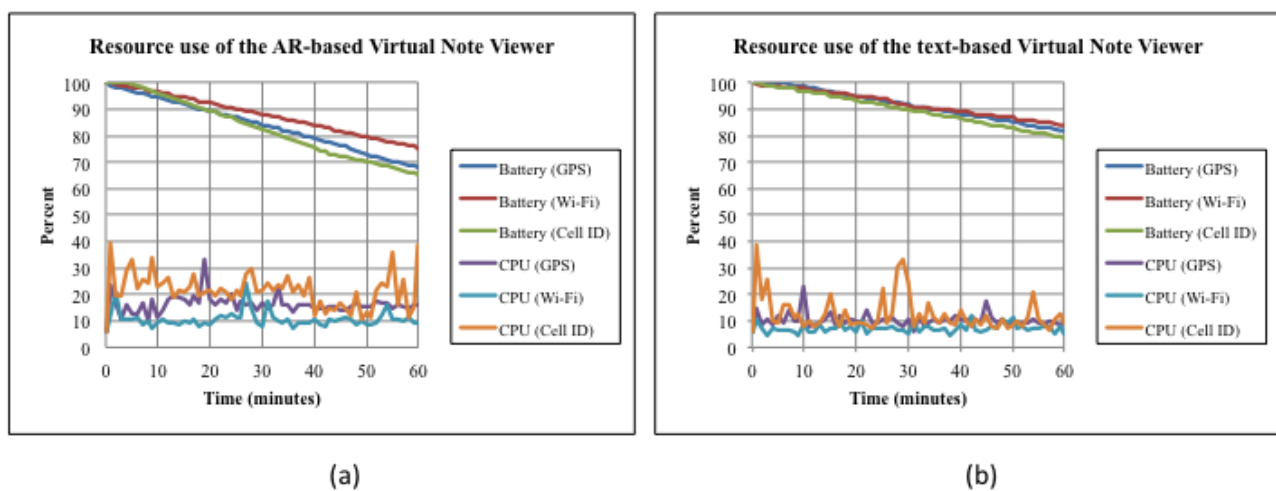 Resource use of the AR-based Virtual Note Viewer
100
90
80
70
60
50
40
30
20
10
0
Percent
0 10 20 30 40 50 60
Time (minutes)
Battery (GPS)
Battery (Wi-Fi)
Battery (Cell ID)
CPU (GPS)
CPU (Wi-Fi)
CPU (Cell ID)
(a)
Resource use of the text-based Virtual Note Viewer
100
90
80
70
60
50
40
30
20
10
0
Percent
0 10 20 30 40 50 60
Time (minutes)
Battery (GPS)
Battery (Wi-Fi)
Battery (Cell ID)
CPU (GPS)
CPU (Wi-Fi)
CPU (Cell ID)
(b)